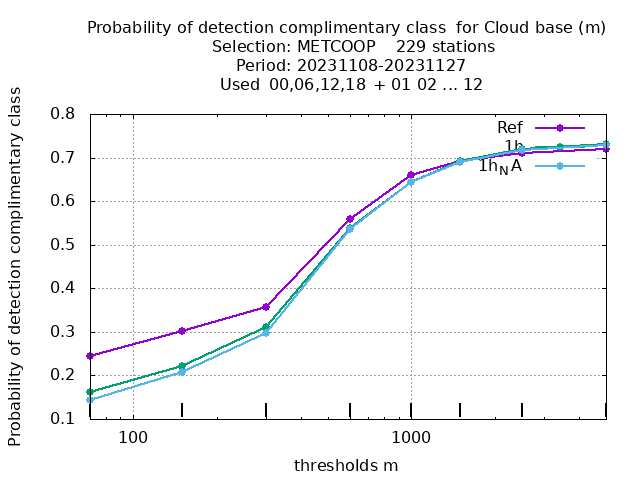 Probability of detection complimentary class for Cloud base (m)
Selection: METCOOP 229 stations
Period: 20231108-20231127
Used 00,06,12,18 + 01 02 ... 12
Probability of detection complimentary class
0.8
0.7
0.6
0.5
0.4
0.3
0.2
0.1
Ref
1h
1h_N A
100
1000
thresholds m